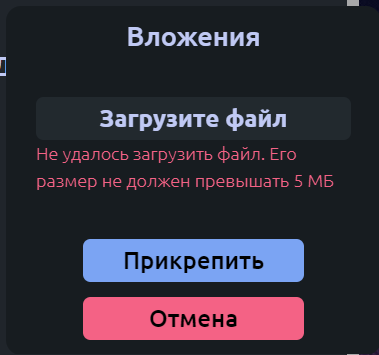 Вложения
Загрузите файл
Не удалось загрузить файл. Его
размер не должен превышать 5 МБ
Прикрепить
Отмена